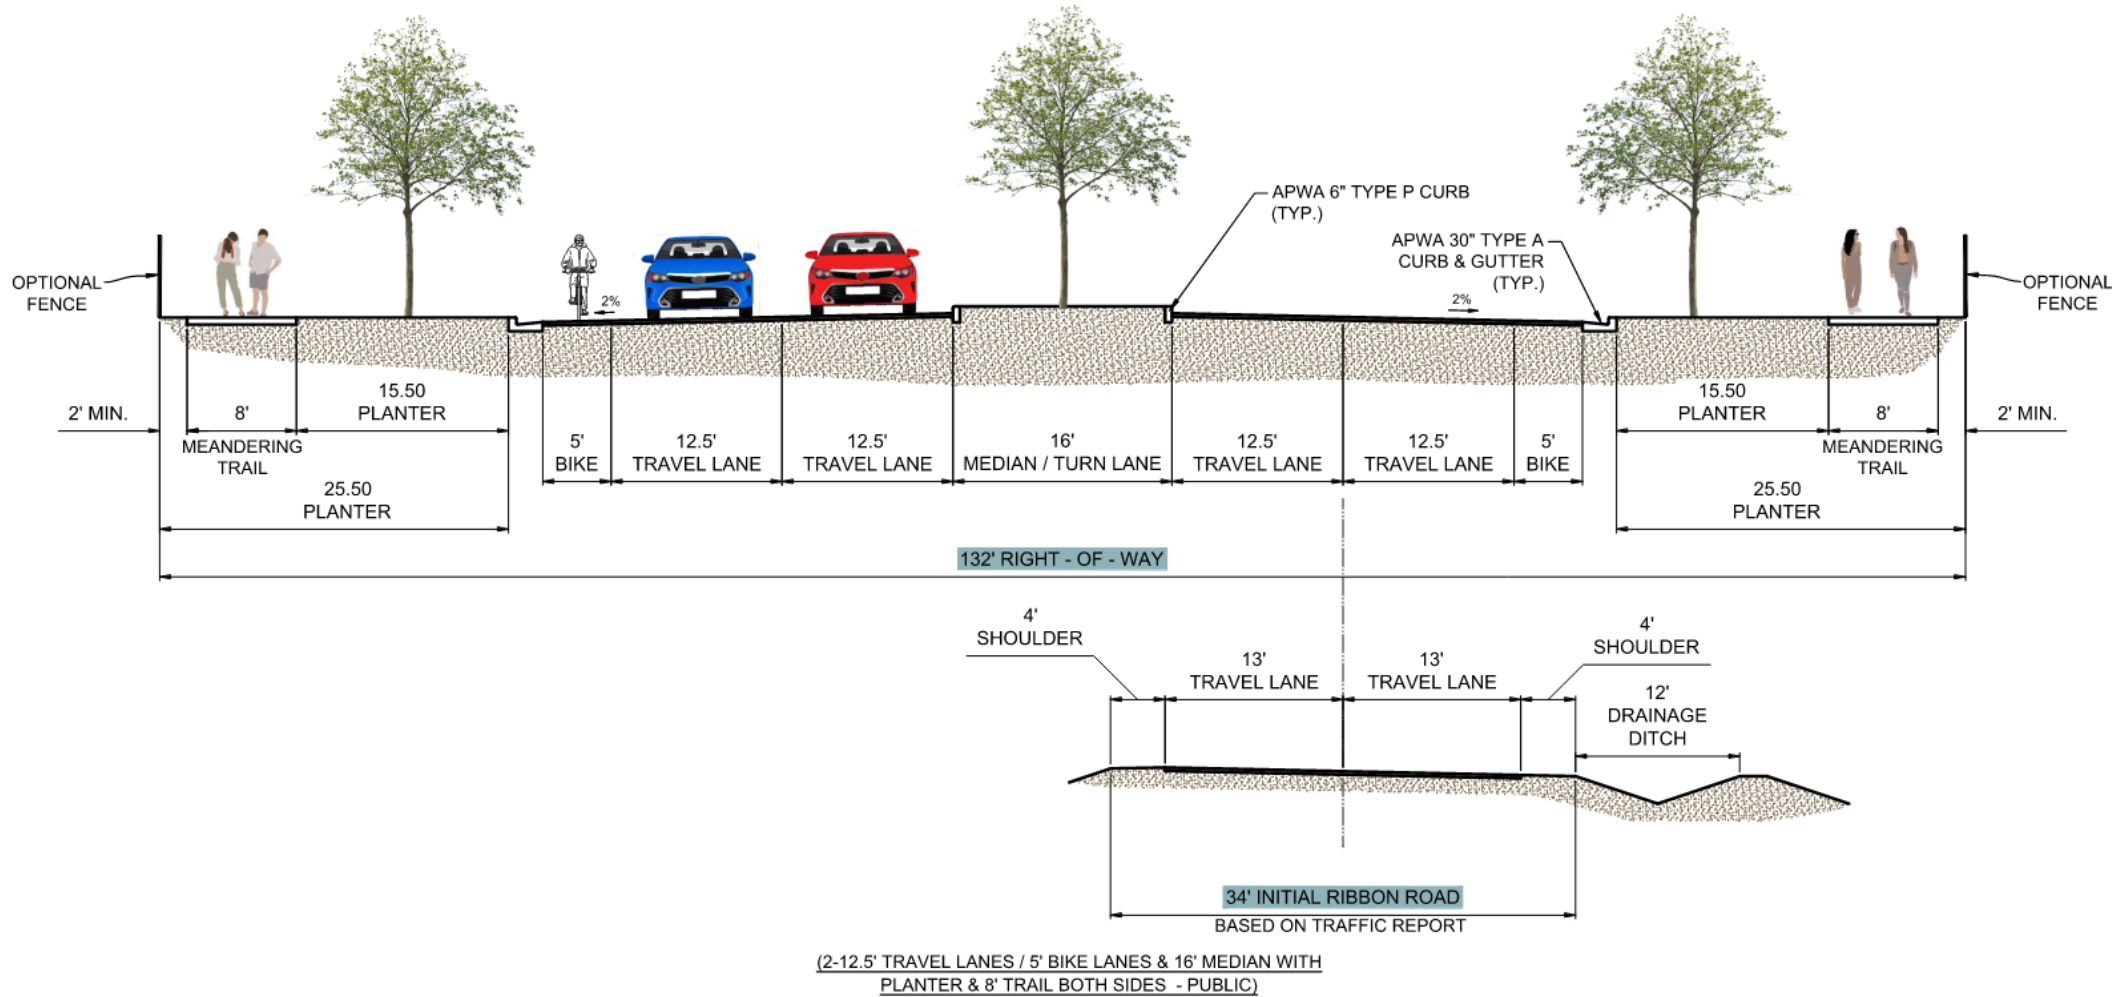 APWA 6" TYPE P CURB
(TYP.)
APWA 30" TYPE A
CURB & GUTTER
(TYP.)
OPTIONAL
FENCE
2%
2%
OPTIONAL
FENCE
2' MIN.
8'
MEANDERING
TRAIL
15.50
PLANTER
5'
BIKE
12.5'
TRAVEL LANE
12.5'
TRAVEL LANE
16'
MEDIAN / TURN LANE
12.5'
TRAVEL LANE
12.5'
TRAVEL LANE
5'
BIKE
15.50
PLANTER
8'
MEANDERING
TRAIL
2' MIN.
25.50
PLANTER
25.50
PLANTER
132' RIGHT - OF - WAY
4'
SHOULDER
13'
TRAVEL LANE
13'
TRAVEL LANE
4'
SHOULDER
12'
DRAINAGE
DITCH
34' INITIAL RIBBON ROAD
BASED ON TRAFFIC REPORT
(2-12.5' TRAVEL LANES / 5' BIKE LANES & 16' MEDIAN WITH
PLANTER & 8' TRAIL BOTH SIDES - PUBLIC)